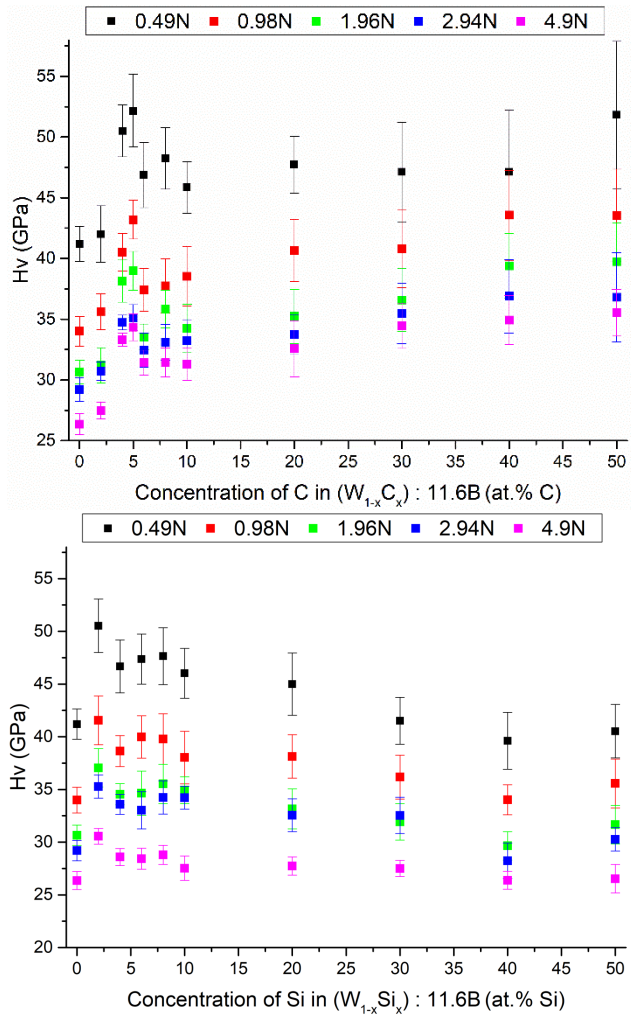 0.49N 0.98N 1.96N 2.94N 4.9N
55
50
45
40
35
30
25
Hv (GPa)
0 5 10 15 20 25 30 35 40 45 50
Concentration of C in (W1-xCx) : 11.6B (at.% C)
0.49N 0.98N 1.96N 2.94N 4.9N
55
50
45
40
35
30
25
20
Hv (GPa)
0 5 10 15 20 25 30 35 40 45 50
Concentration of Si in (W1-xSix) : 11.6B (at.% Si)